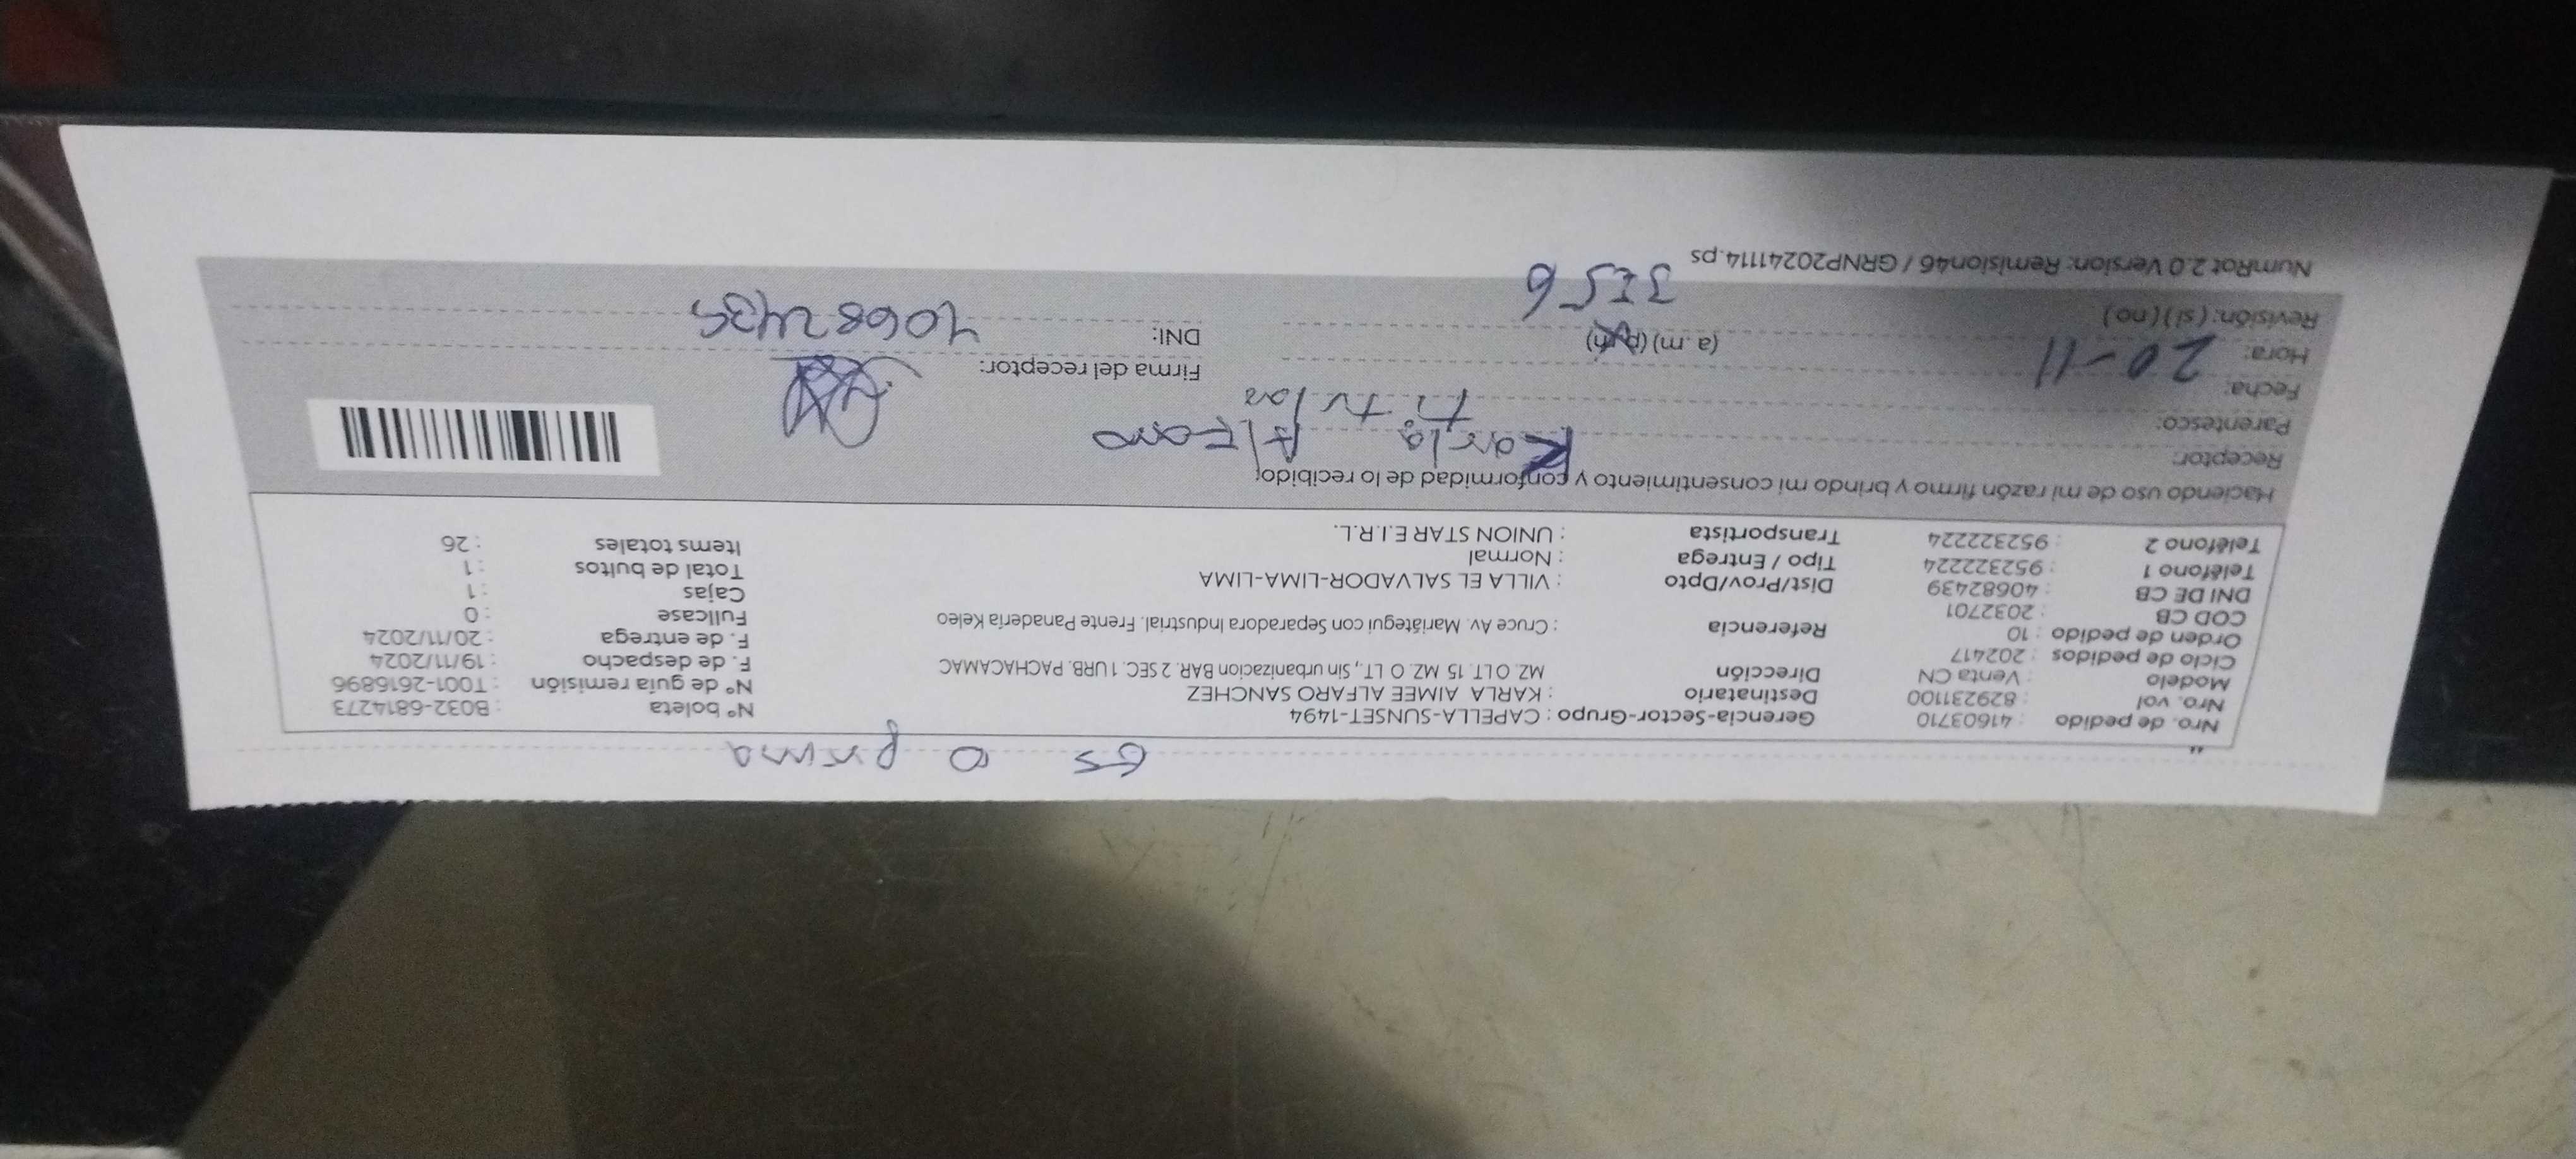 Es o prima
"
Nro. de pedido : 41603710 Gerencia-Sector-Grupo : CAPELLA-SUNSET-1494 Nº boleta : B032-6814273
Nro. vol : 829231100 Destinatario : KARLA AIMEE ALFARO SANCHEZ Nº de guía remisión : T001-2616896
Modelo : Venta CN Dirección MZ. OLT. 15 MZ. O LT., Sin urbanizacion BAR. 2 SEC. 1 URB. PACHACAMAC F. de despacho : 19/11/2024
Ciclo de pedidos : 202417 F. de entrega : 20/11/2024
Orden de pedido : 10 Referencia : Cruce Av. Mariátegui con Separadora Industrial. Frente Panadería Keleo Fullcase : 0
COD CB : 2032701 Cajas : 1
DNI DE CB : 40682439 Dist/Prov/Dpto : VILLA EL SALVADOR-LIMA-LIMA Total de bultos : 1
Teléfono 1 : 952322224 Tipo / Entrega : Normal Items totales : 26
Teléfono 2 : 952322224 Transportista : UNION STAR E.I.R.L.
Haciendo uso de mi razón firmo y brindo mi consentimiento y conformidad de lo recibido:
Receptor: Karla Alfaro
Parentesco: titular
Fecha: 20-11 Firma del receptor:
Hora: 3:56 (a.m) (p.m) DNI: 40682439
Revisión: (si) (no)
NumRot 2.0 Version: Remision46 / GRNP20241114.ps